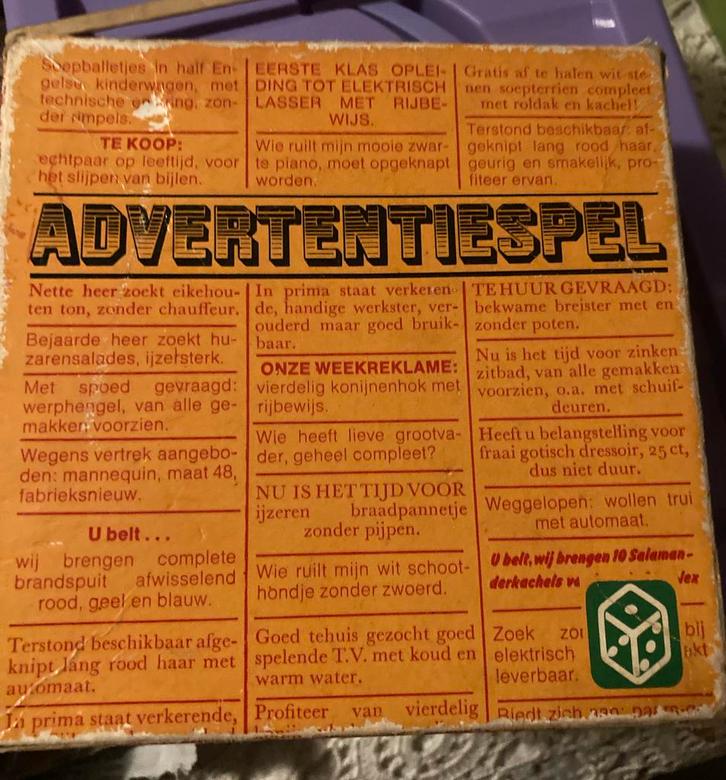 Soepballetjes in half En-
gelse kinderwagen, met
technische ervaring, zon-
der rimpels.
TE KOOP:
echtpaar op leeftijd, voor
het slijpen van bijlen.
EERSTE KLAS OPLEI-
DING TOT ELEKTRISCH
LASSER MET RIJBE-
WIJS.
Wie ruilt mijn mooie zwar-
te piano, moet opgeknapt
worden.
Gratis af te halen wit ste-
nen soepterrien compleet
met roldak en kachel!
Terstond beschikbaar: af-
geknipt lang rood haar,
geurig en smakelijk, pro-
fiteer ervan.
ADVERTENTIESPEL
Nette heer zoekt eikehou-
ten ton, zonder chauffeur.
Bejaarde heer zoekt hu-
zarensalades, ijzersterk.
Met spoed gevraagd:
werphengel, van alle ge-
makken voorzien.
Wegens vertrek aangebo-
den: mannequin, maat 48,
fabrieksnieuw.
U belt...
wij brengen complete
brandspuit afwisselend
rood, geel en blauw.
Terstond beschikbaar afge-
knipt lang rood haar met
automaat.
In prima staat verkerende,
In prima staat verkeren-
de, handige werkster, ver-
ouderd maar goed bruik-
baar.
ONZE WEEKREKLAME:
vierdelig konijnenhok met
rijbewijs.
Wie heeft lieve grootva-
der, geheel compleet?
NU IS HET TIJD VOOR
ijzeren braadpannetje
zonder pijpen.
Wie ruilt mijn wit schoot-
hondje zonder zwoerd.
Goed tehuis gezocht goed
spelende T.V. met koud en
warm water.
Profiteer van vierdelig
TE HUUR GEVRAAGD:
bekwame breister met en
zonder poten.
Nu is het tijd voor zinken
zitbad, van alle gemakken
voorzien, o.a. met schuif-
deuren.
Heeft u belangstelling voor
fraai gotisch dressoir, 25 ct,
dus niet duur.
Weggelopen: wollen trui
met automaat.
U belt, wij brengen 10 Salaman-
derkachels
Zoek bij
elektrisch
leverbaar.
Biedt zich aan: